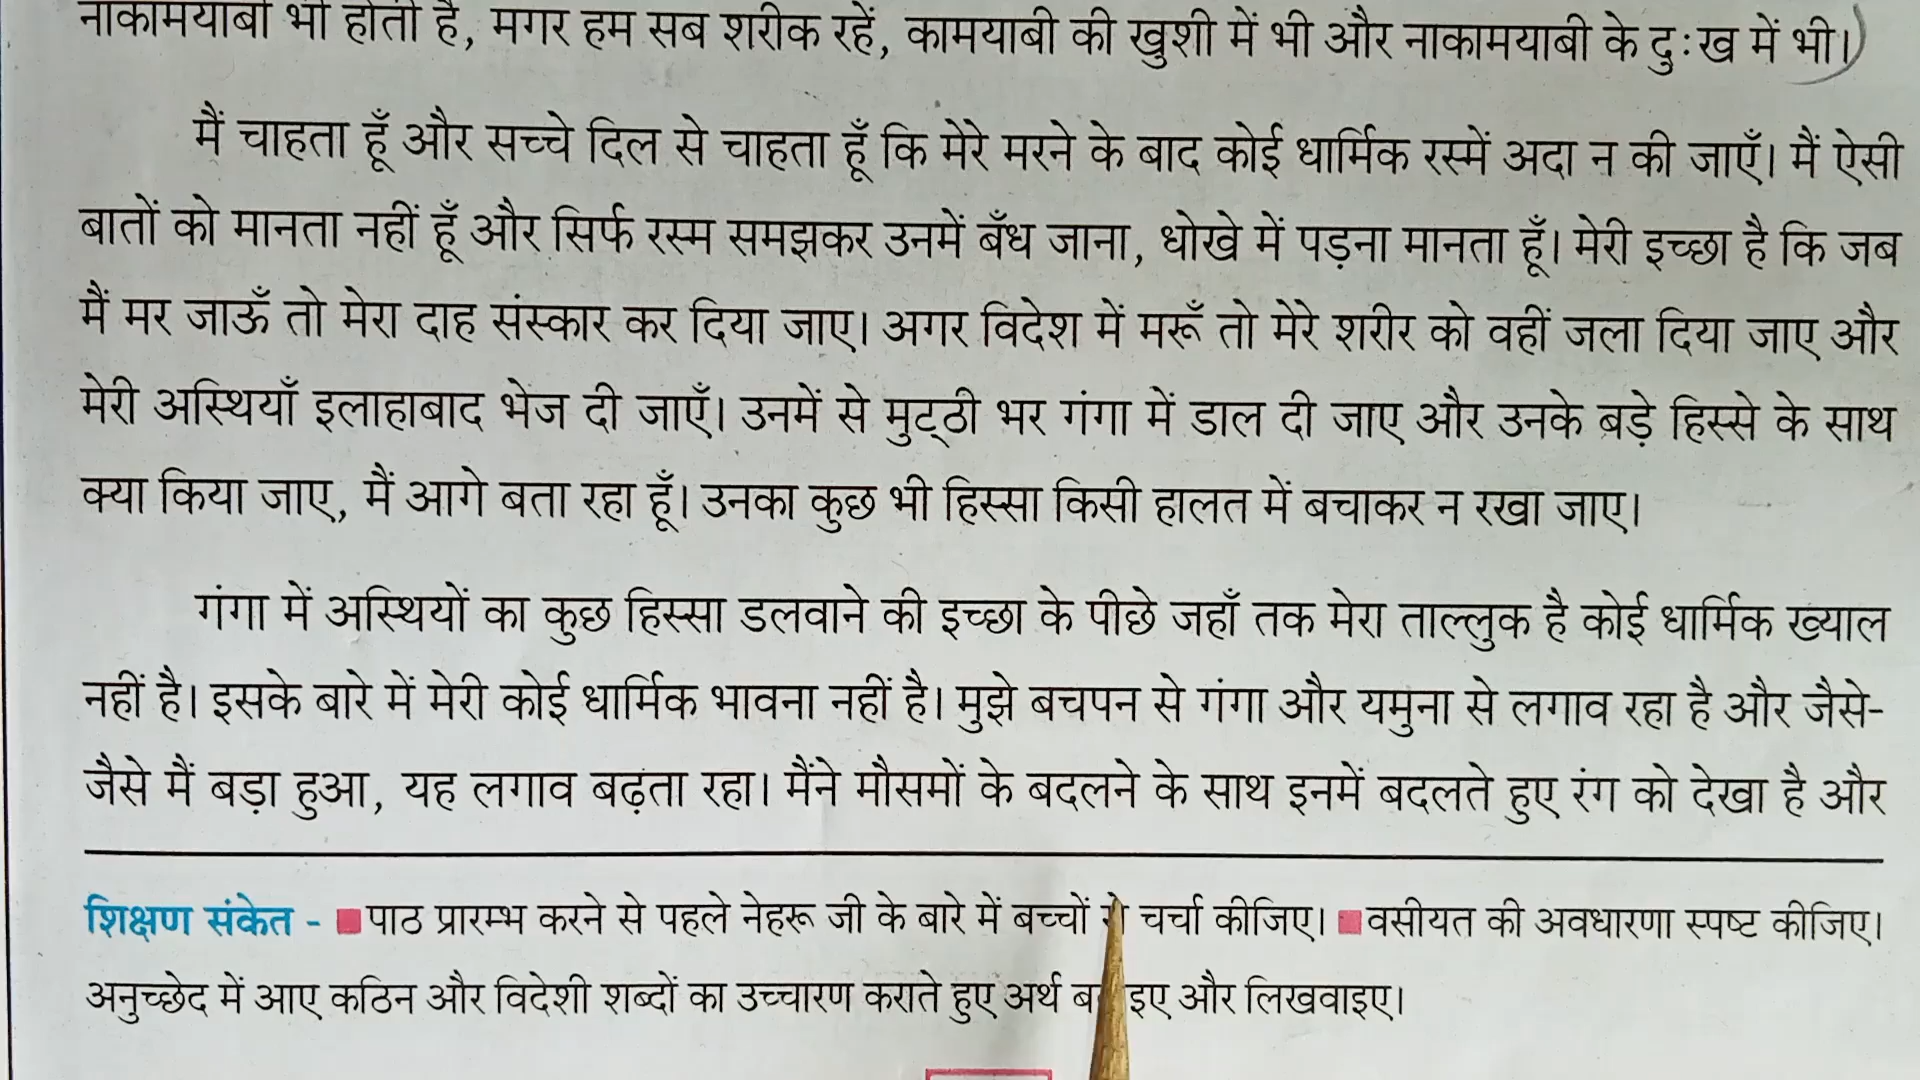 नाकामयाबी भी होती है, मगर हम सब शरीक रहें, कामयाबी की खुशी में भी और नाकामयाबी के दुःख में भी।
मैं चाहता हूँ और सच्चे दिल से चाहता हूँ कि मेरे मरने के बाद कोई धार्मिक रस्में अदा न की जाएँ। मैं ऐसी
बातों को मानता नहीं हूँ और सिर्फ रस्म समझकर उनमें बँध जाना, धोखे में पड़ना मानता हूँ। मेरी इच्छा है कि जब
मैं मर जाऊँ तो मेरा दाह संस्कार कर दिया जाए। अगर विदेश में मरूँ तो मेरे शरीर को वहीं जला दिया जाए और
मेरी अस्थियाँ इलाहाबाद भेज दी जाएँ। उनमें से मुट्ठी भर गंगा में डाल दी जाए और उनके बड़े हिस्से के साथ
क्या किया जाए, मैं आगे बता रहा हूँ। उनका कुछ भी हिस्सा किसी हालत में बचाकर न रखा जाए।
गंगा में अस्थियों का कुछ हिस्सा डलवाने की इच्छा के पीछे जहाँ तक मेरा ताल्लुक है कोई धार्मिक ख्याल
नहीं है। इसके बारे में मेरी कोई धार्मिक भावना नहीं है। मुझे बचपन से गंगा और यमुना से लगाव रहा है और जैसे-
जैसे मैं बड़ा हुआ, यह लगाव बढ़ता रहा। मैंने मौसमों के बदलने के साथ इनमें बदलते हुए रंग को देखा है और
शिक्षण संकेत - पाठ प्रारम्भ करने से पहले नेहरू जी के बारे में बच्चों चर्चा कीजिए। वसीयत की अवधारणा स्पष्ट कीजिए।
अनुच्छेद में आए कठिन और विदेशी शब्दों का उच्चारण कराते हुए अर्थ और लिखवाइए।